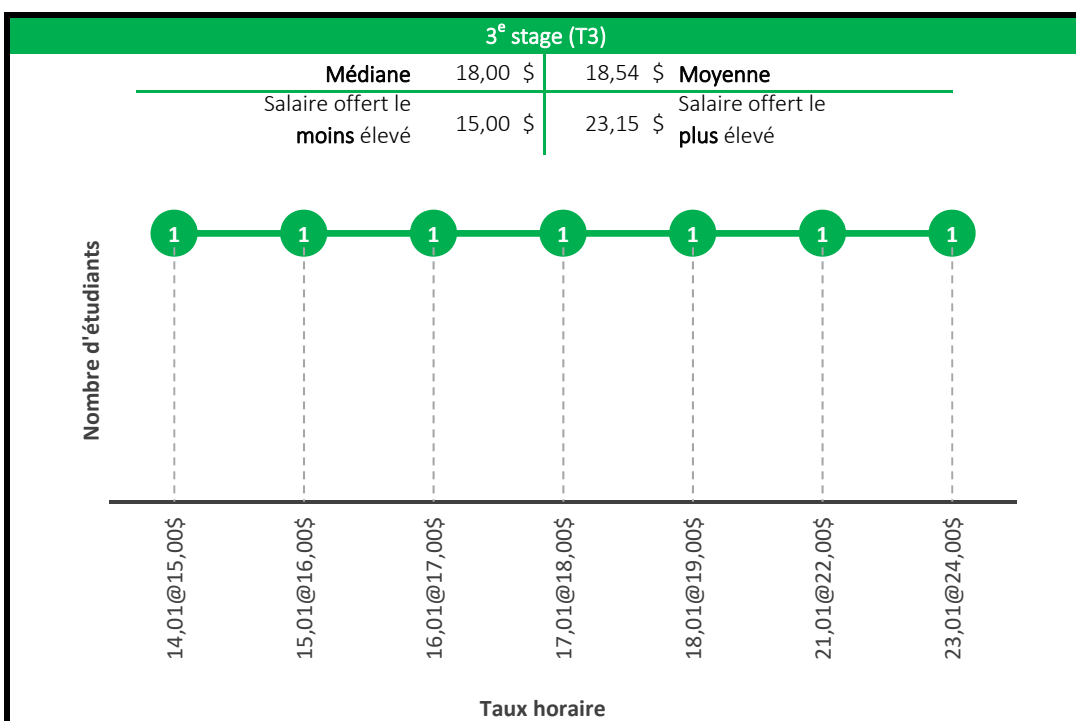 3e stage (T3)
Médiane 18,00 $ 18,54 $ Moyenne
Salaire offert le moins élevé 15,00 $ 23,15 $ Salaire offert le plus élevé
Nombre d'étudiants
1 1 1 1 1 1 1
14,01@15,00$
15,01@16,00$
16,01@17,00$
17,01@18,00$
18,01@19,00$
21,01@22,00$
23,01@24,00$
Taux horaire